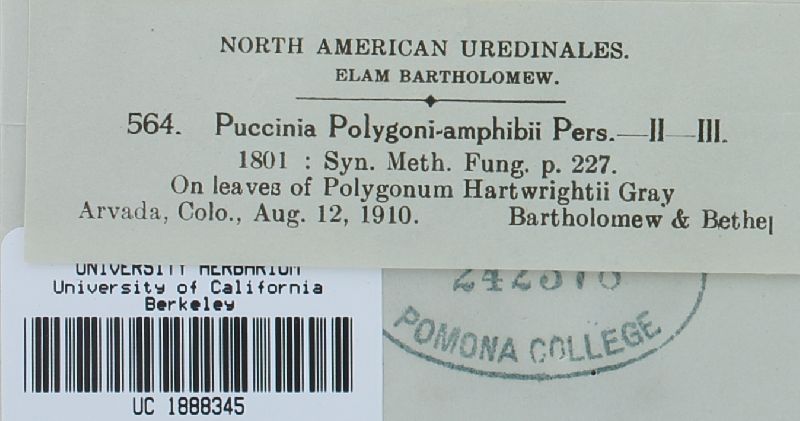 NORTH AMERICAN UREDINALES.
ELAM BARTHOLOMEW.
564. Puccinia Polygoni-amphibii Pers.—II—III.
1801 : Syn. Meth. Fung. p. 227.
On leaves of Polygonum Hartwrightii Gray
Arvada, Colo., Aug. 12, 1910. Bartholomew & Bethel
UNIVERSITY HERBARIUM
University of California
Berkeley
UC 1888345
POMONA COLLEGE